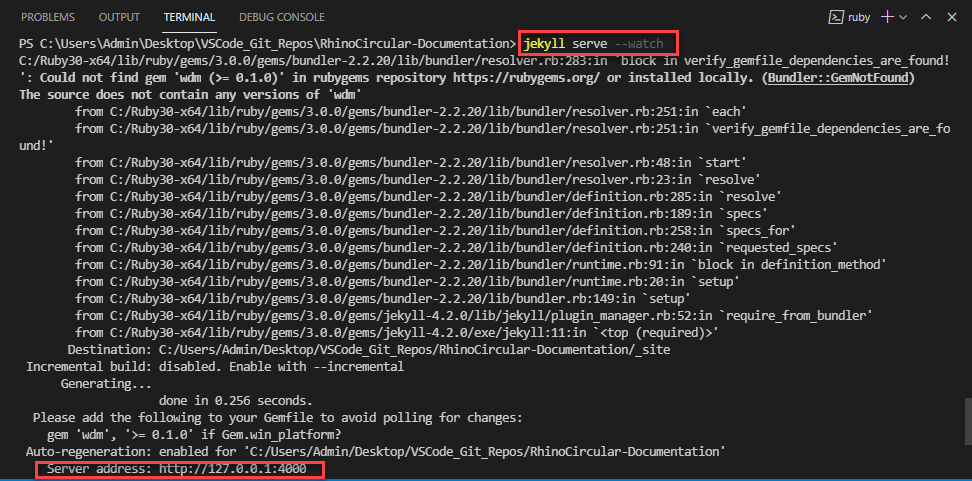 PROBLEMS OUTPUT TERMINAL DEBUG CONSOLE ruby
PS C:\Users\Admin\Desktop\VSCode_Git_Repos\RhinoCircular-Documentation> jekyll serve --watch
C:/Ruby30-x64/lib/ruby/gems/3.0.0/gems/bundler-2.2.20/lib/bundler/resolver.rb:283:in `block in verify_gemfile_dependencies_are_found!
': Could not find gem 'wdm (>= 0.1.0)' in rubygems repository https://rubygems.org/ or installed locally. (Bundler::GemNotFound)
The source does not contain any versions of 'wdm'
from C:/Ruby30-x64/lib/ruby/gems/3.0.0/gems/bundler-2.2.20/lib/bundler/resolver.rb:251:in `each'
from C:/Ruby30-x64/lib/ruby/gems/3.0.0/gems/bundler-2.2.20/lib/bundler/resolver.rb:251:in `verify_gemfile_dependencies_are_fo
und!'
from C:/Ruby30-x64/lib/ruby/gems/3.0.0/gems/bundler-2.2.20/lib/bundler/resolver.rb:48:in `start'
from C:/Ruby30-x64/lib/ruby/gems/3.0.0/gems/bundler-2.2.20/lib/bundler/resolver.rb:23:in `resolve'
from C:/Ruby30-x64/lib/ruby/gems/3.0.0/gems/bundler-2.2.20/lib/bundler/definition.rb:285:in `resolve'
from C:/Ruby30-x64/lib/ruby/gems/3.0.0/gems/bundler-2.2.20/lib/bundler/definition.rb:189:in `specs'
from C:/Ruby30-x64/lib/ruby/gems/3.0.0/gems/bundler-2.2.20/lib/bundler/definition.rb:258:in `specs_for'
from C:/Ruby30-x64/lib/ruby/gems/3.0.0/gems/bundler-2.2.20/lib/bundler/definition.rb:240:in `requested_specs'
from C:/Ruby30-x64/lib/ruby/gems/3.0.0/gems/bundler-2.2.20/lib/bundler/runtime.rb:91:in `block in definition_method'
from C:/Ruby30-x64/lib/ruby/gems/3.0.0/gems/bundler-2.2.20/lib/bundler/runtime.rb:20:in `setup'
from C:/Ruby30-x64/lib/ruby/gems/3.0.0/gems/bundler-2.2.20/lib/bundler.rb:149:in `setup'
from C:/Ruby30-x64/lib/ruby/gems/3.0.0/gems/jekyll-4.2.0/lib/jekyll/plugin_manager.rb:52:in `require_from_bundler'
from C:/Ruby30-x64/lib/ruby/gems/3.0.0/gems/jekyll-4.2.0/exe/jekyll:11:in `<top (required)>'
Destination: C:/Users/Admin/Desktop/VSCode_Git_Repos/RhinoCircular-Documentation/_site
Incremental build: disabled. Enable with --incremental
Generating...
done in 0.256 seconds.
Please add the following to your Gemfile to avoid polling for changes:
gem 'wdm', '>= 0.1.0' if Gem.win_platform?
Auto-regeneration: enabled for 'C:/Users/Admin/Desktop/VSCode_Git_Repos/RhinoCircular-Documentation'
Server address: http://127.0.0.1:4000